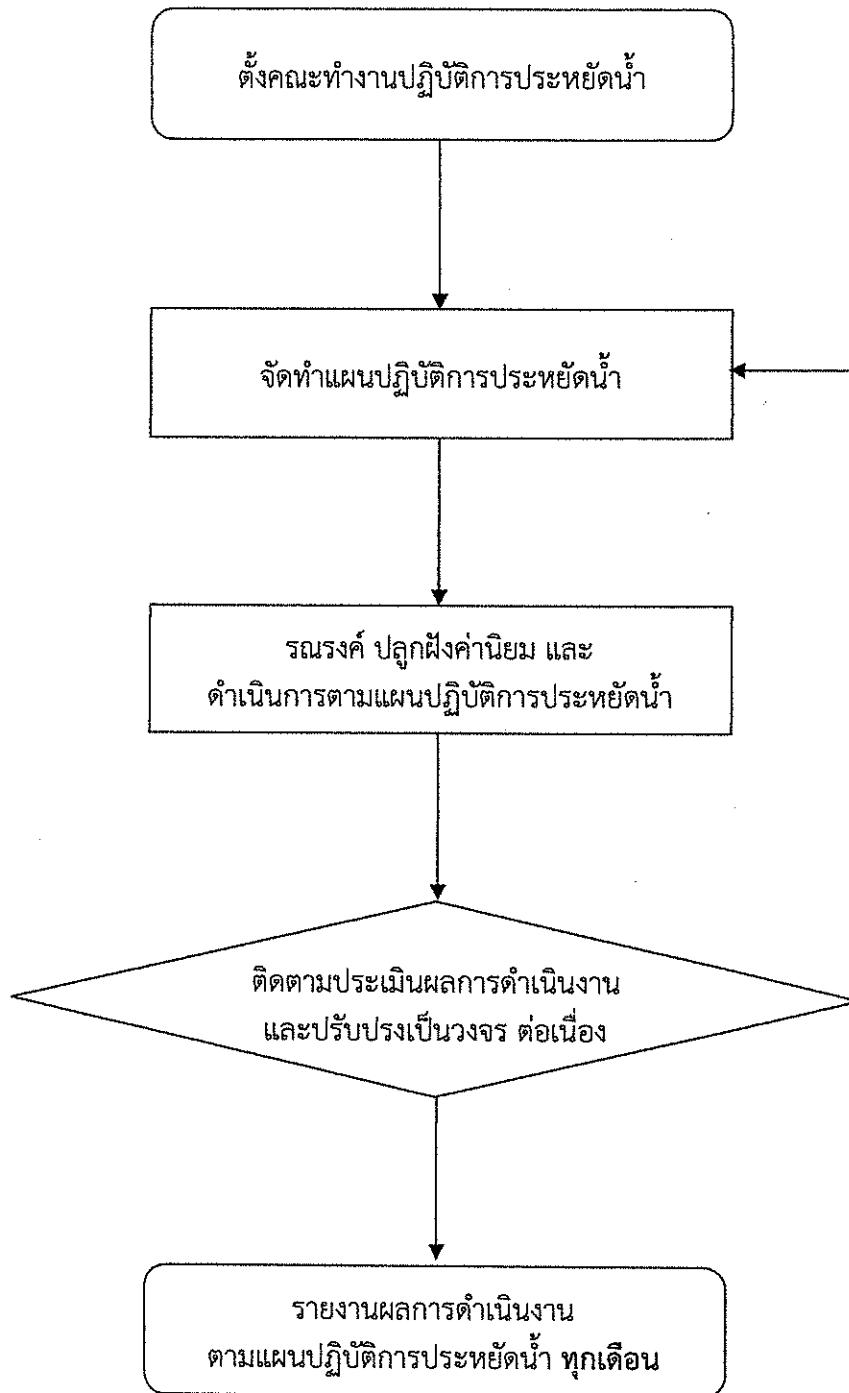 ตั้งคณะทำงานปฏิบัติการประหยัดน้ำ
จัดทำแผนปฏิบัติการประหยัดน้ำ
รณรงค์ ปลูกฝังค่านิยม และ
ดำเนินการตามแผนปฏิบัติการประหยัดน้ำ
ติดตามประเมินผลการดำเนินงาน
และปรับปรุงเป็นวงจร ต่อเนื่อง
รายงานผลการดำเนินงาน
ตามแผนปฏิบัติการประหยัดน้ำ ทุกเดือน